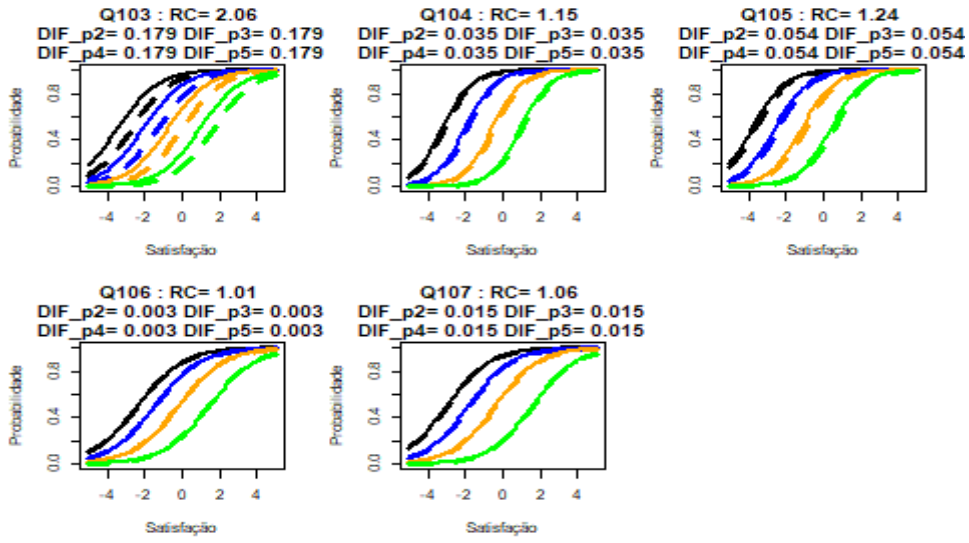 Q103 : RC= 2.06
DIF_p2= 0.179 DIF_p3= 0.179
DIF_p4= 0.179 DIF_p5= 0.179
Probabilidade
0.0 0.4 0.8
-4 -2 0 2 4
Satisfação
Q104 : RC= 1.15
DIF_p2= 0.035 DIF_p3= 0.035
DIF_p4= 0.035 DIF_p5= 0.035
Probabilidade
0.0 0.4 0.8
-4 -2 0 2 4
Satisfação
Q105 : RC= 1.24
DIF_p2= 0.054 DIF_p3= 0.054
DIF_p4= 0.054 DIF_p5= 0.054
Probabilidade
0.0 0.4 0.8
-4 -2 0 2 4
Satisfação
Q106 : RC= 1.01
DIF_p2= 0.003 DIF_p3= 0.003
DIF_p4= 0.003 DIF_p5= 0.003
Probabilidade
0.0 0.4 0.8
-4 -2 0 2 4
Satisfação
Q107 : RC= 1.06
DIF_p2= 0.015 DIF_p3= 0.015
DIF_p4= 0.015 DIF_p5= 0.015
Probabilidade
0.0 0.4 0.8
-4 -2 0 2 4
Satisfação